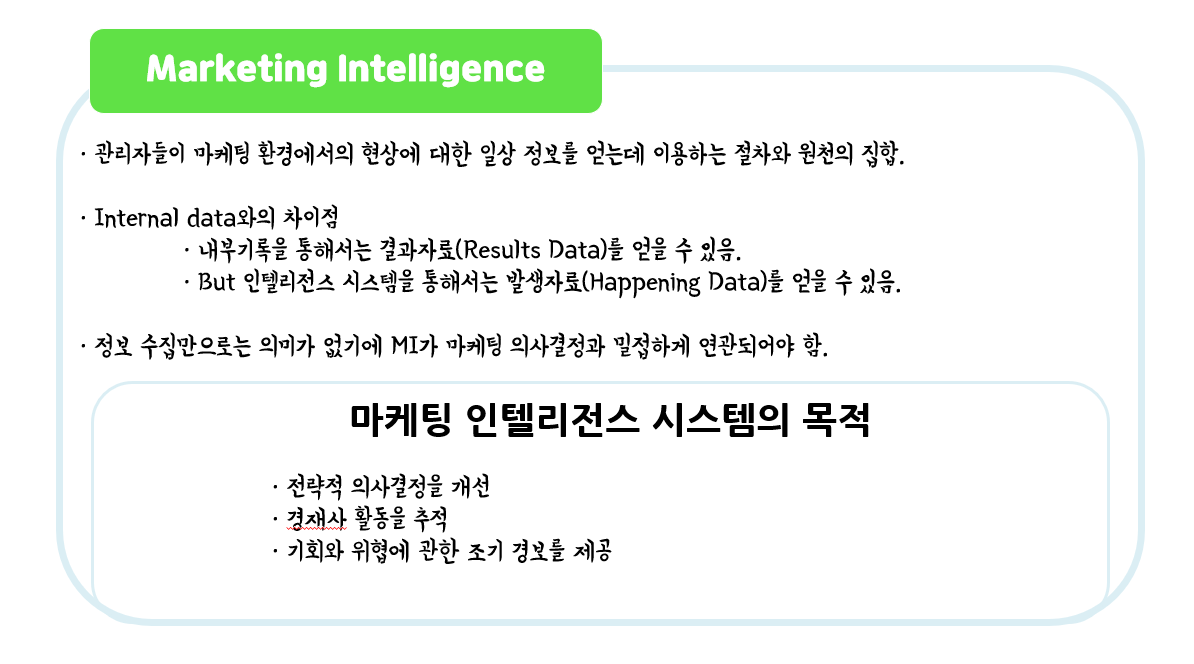 Marketing Intelligence
· 관리자들이 마케팅 환경에서의 현상에 대한 일상 정보를 얻는데 이용하는 절차와 원천의 집합.
· Internal data와의 차이점
· 내부기록을 통해서는 결과자료(Results Data)를 얻을 수 있음.
· But 인텔리전스 시스템을 통해서는 발생자료(Happening Data)를 얻을 수 있음.
· 정보 수집만으로는 의미가 없기에 MI가 마케팅 의사결정과 밀접하게 연관되어야 함.
마케팅 인텔리전스 시스템의 목적
· 전략적 의사결정을 개선
· 경재사 활동을 추적
· 기회와 위협에 관한 조기 경보를 제공